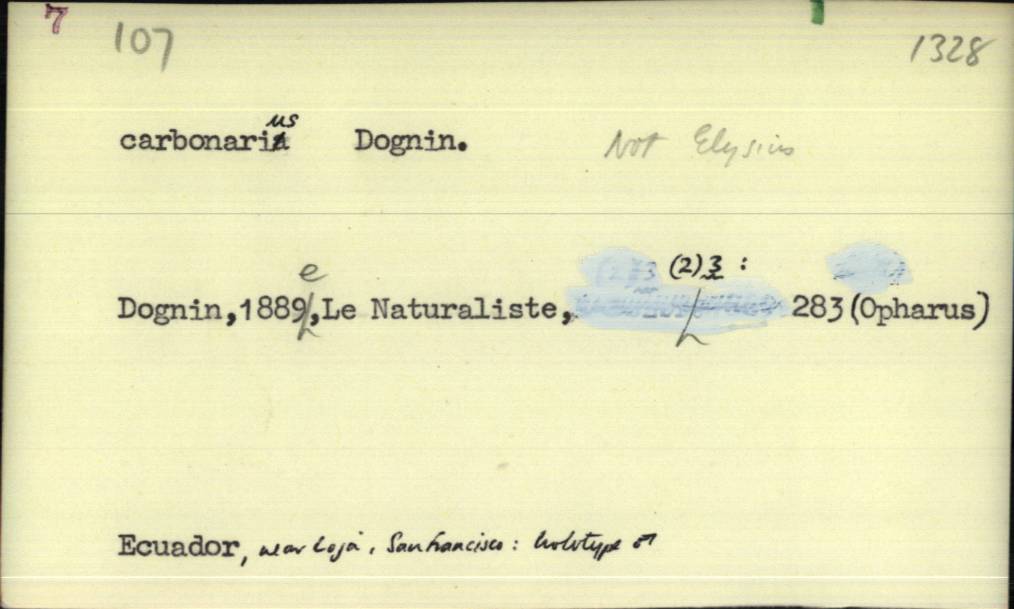 7
107 1328
carbonarius Dognin. Not Elysius
Dognin, 1889e, Le Naturaliste, (2) 3 : 283 (Opharus)
Ecuador, near Loja, San Francisco : holotype ♂